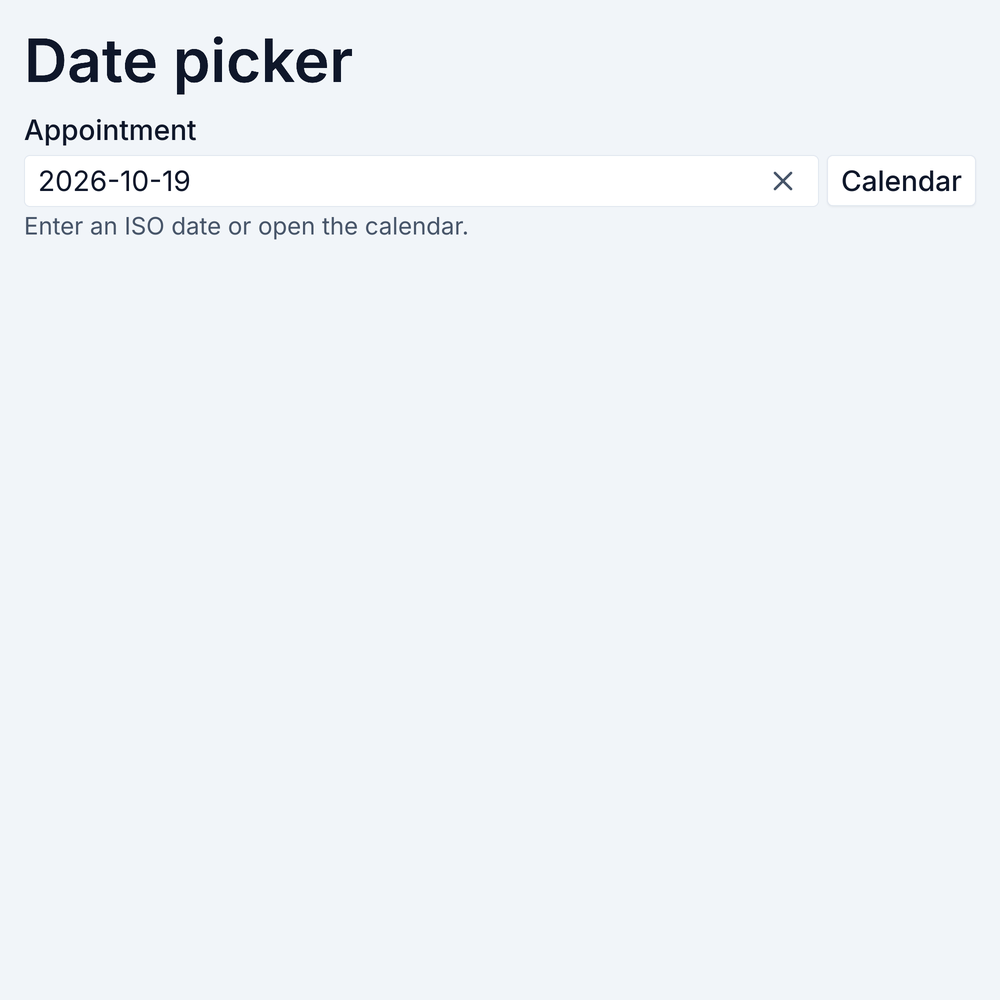 Date picker
Appointment
2026-10-19
Calendar
Enter an ISO date or open the calendar.